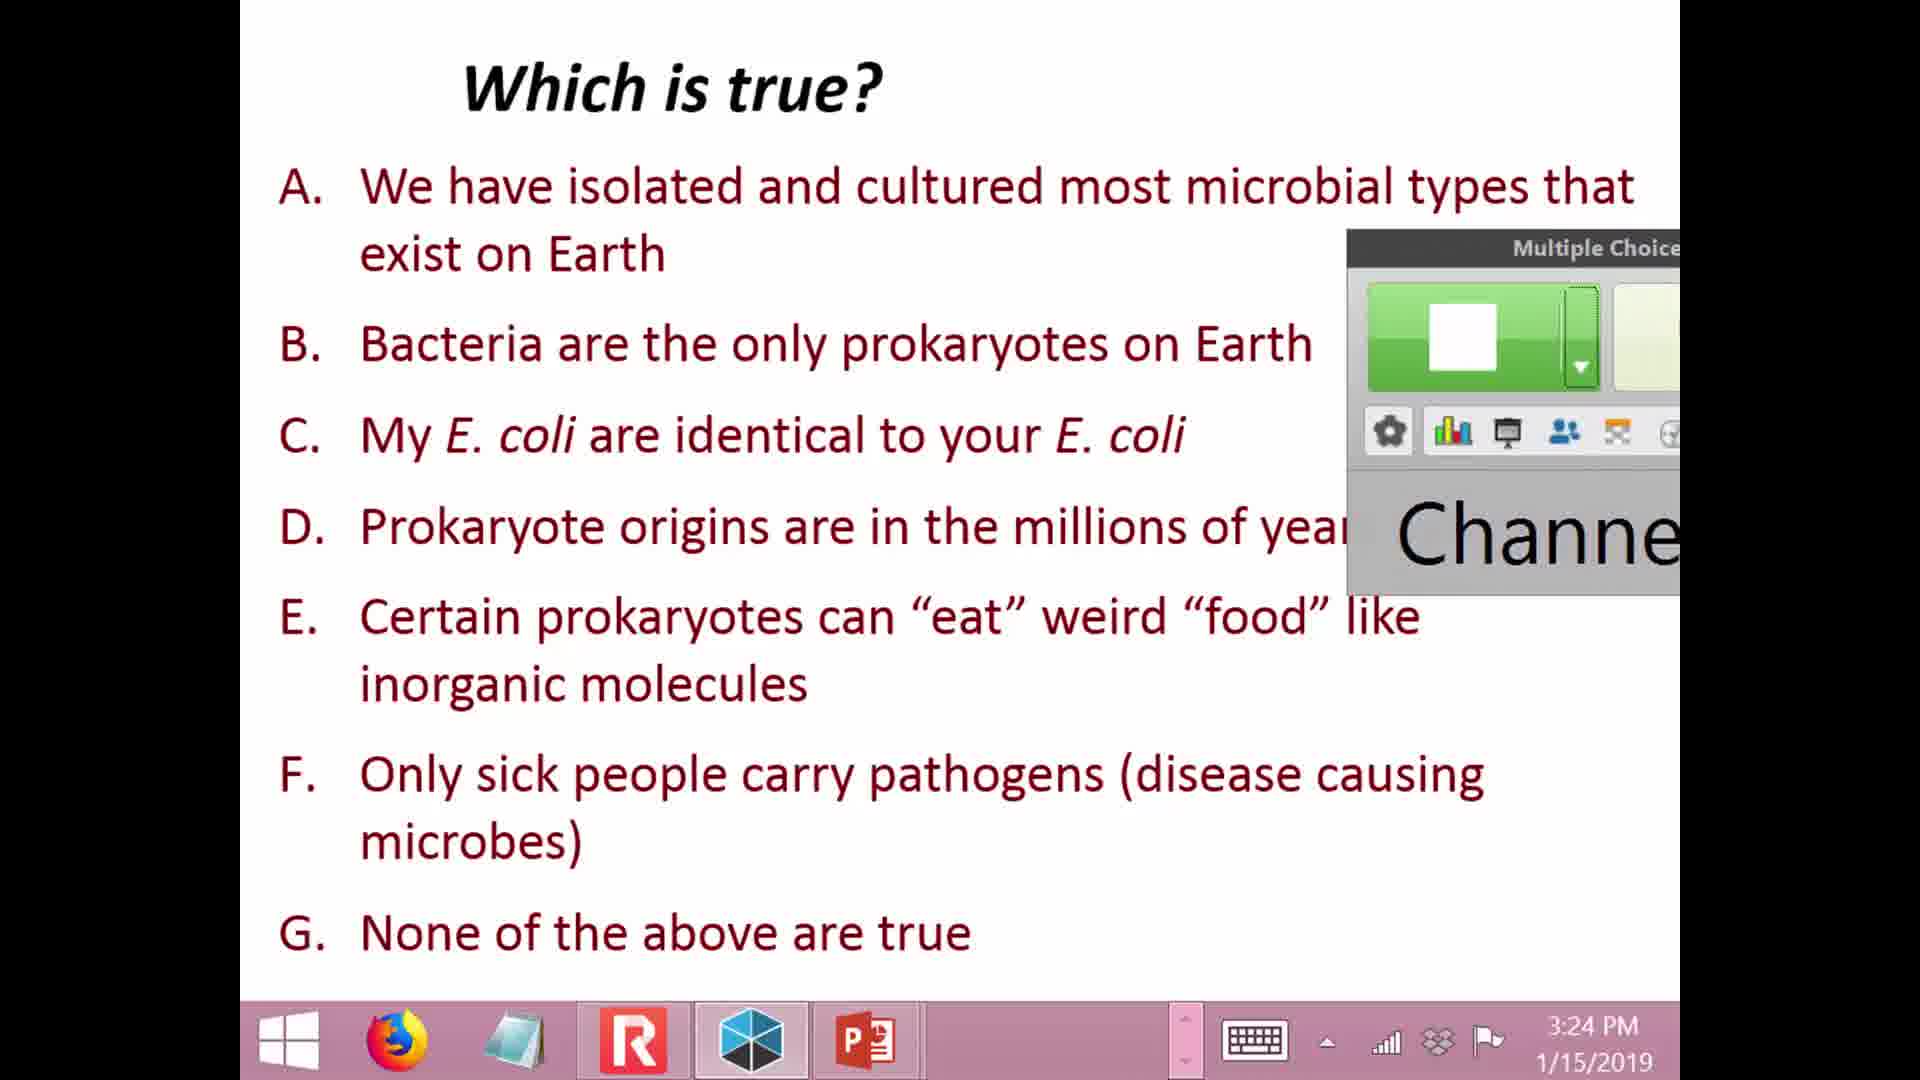 Which is true?
A. We have isolated and cultured most microbial types that
exist on Earth
Multiple Choice
B. Bacteria are the only prokaryotes on Earth
C. My E. coli are identical to your E. coli
D. Prokaryote origins are in the millions of year
Channe
E. Certain prokaryotes can “eat” weird “food” like
inorganic molecules
F. Only sick people carry pathogens (disease causing
microbes)
G. None of the above are true
3:24 PM
1/15/2019